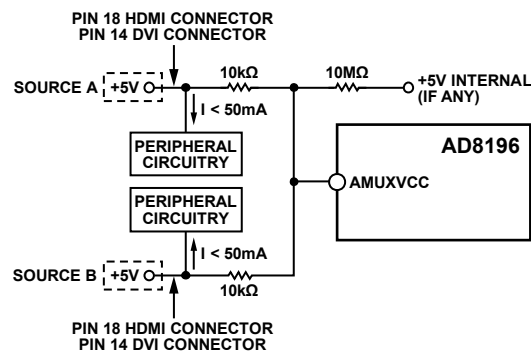 PIN 18 HDMI CONNECTOR
PIN 14 DVI CONNECTOR
SOURCE A
+5V
10kΩ
10MΩ
+5V INTERNAL
(IF ANY)
I < 50mA
PERIPHERAL
CIRCUITRY
AD8196
AMUXVCC
PERIPHERAL
CIRCUITRY
I < 50mA
SOURCE B
+5V
10kΩ
PIN 18 HDMI CONNECTOR
PIN 14 DVI CONNECTOR